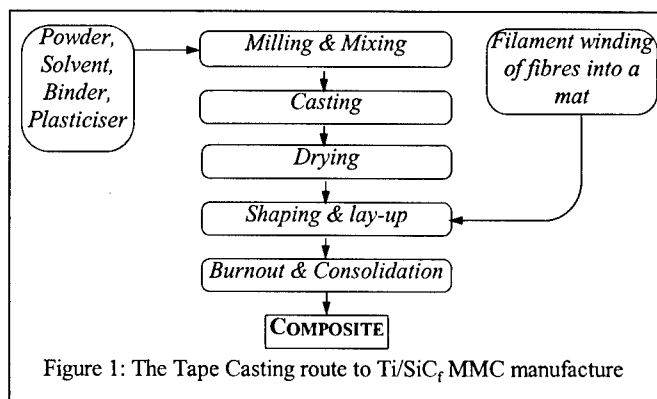 Powder,
Solvent,
Binder,
Plasticiser
Milling & Mixing
Filament winding
of fibres into a
mat
Casting
Drying
Shaping & lay-up
Burnout & Consolidation
COMPOSITE
Figure 1: The Tape Casting route to Ti/SiCf MMC manufacture